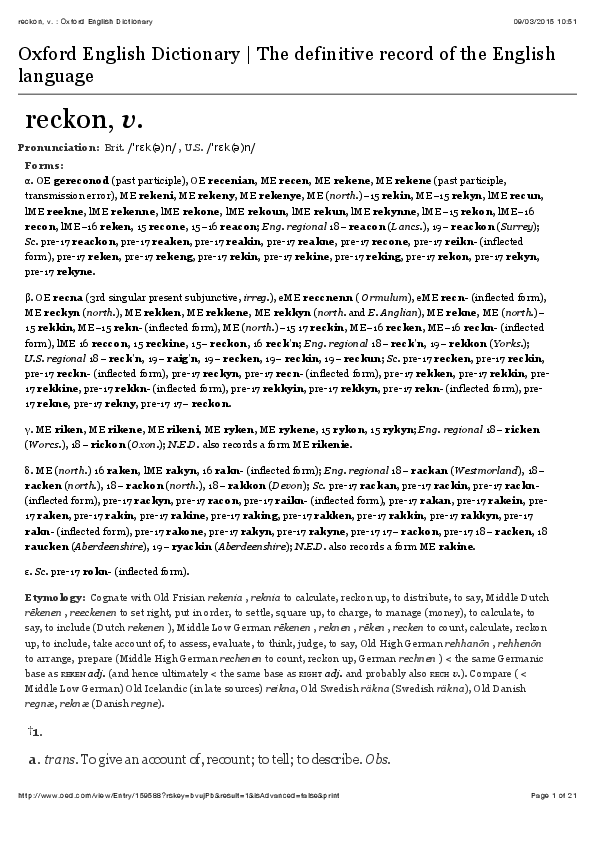 reckon, v. : Oxford English Dictionary 09/03/2015 10:51
Oxford English Dictionary | The definitive record of the English
language
reckon, v.
Pronunciation: Brit. /ˈrɛk(ə)n/ , U.S. /ˈrɛk(ə)n/
Forms:
α. OE gereconod (past participle), OE recenian, ME recen, ME rekene, ME rekene (past participle,
transmission error), ME rekeni, ME rekeny, ME rekenye, ME (north.)–15 rekin, ME–15 rekyn, lME recun,
lME reekne, lME rekenne, lME rekone, lME rekoun, lME rekun, lME rekynne, lME–15 rekon, lME–16
recon, lME–16 reken, 15 recone, 15–16 reacon; Eng. regional 18– reacon (Lancs.), 19– reackon (Surrey);
Sc. pre-17 reackon, pre-17 reaken, pre-17 reakin, pre-17 reakne, pre-17 recone, pre-17 reikn- (inflected
form), pre-17 reken, pre-17 rekeng, pre-17 rekin, pre-17 rekine, pre-17 reking, pre-17 rekon, pre-17 rekyn,
pre-17 rekyne.
β. OE recna (3rd singular present subjunctive, irreg.), eME reccnenn ( Ormulum), eME recn- (inflected form),
ME reckyn (north.), ME rekken, ME rekkene, ME rekkyn (north. and E. Anglian), ME rekne, ME (north.)–
15 rekkin, ME–15 rekn- (inflected form), ME (north.)–15 17 reckin, ME–16 recken, ME–16 reckn- (inflected
form), lME 16 reccon, 15 reckine, 15– reckon, 16 reck'n; Eng. regional 18– reck'n, 19– rekkon (Yorks.);
U.S. regional 18– reck'n, 19– raig'n, 19– recken, 19– reckin, 19– reckun; Sc. pre-17 recken, pre-17 reckin,
pre-17 reckn- (inflected form), pre-17 reckyn, pre-17 recn- (inflected form), pre-17 rekken, pre-17 rekkin, pre-
17 rekkine, pre-17 rekkn- (inflected form), pre-17 rekkyin, pre-17 rekkyn, pre-17 rekn- (inflected form), pre-
17 rekne, pre-17 rekny, pre-17 17– reckon.
γ. ME riken, ME rikene, ME rikeni, ME ryken, ME rykene, 15 rykon, 15 rykyn; Eng. regional 18– ricken
(Worcs.), 18– rickon (Oxon.); N.E.D. also records a form ME rikenie.
δ. ME (north.) 16 raken, lME rakyn, 16 rakn- (inflected form); Eng. regional 18– rackan (Westmorland), 18–
racken (north.), 18– rackon (north.), 18– rakkon (Devon); Sc. pre-17 rackan, pre-17 rackin, pre-17 rackn-
(inflected form), pre-17 rackyn, pre-17 racon, pre-17 raikn- (inflected form), pre-17 rakan, pre-17 rakein, pre-
17 raken, pre-17 rakin, pre-17 rakine, pre-17 raking, pre-17 rakken, pre-17 rakkin, pre-17 rakkyn, pre-17
rakn- (inflected form), pre-17 rakone, pre-17 rakyn, pre-17 rakyne, pre-17 17– rackon, pre-17 18– racken, 18
raucken (Aberdeenshire), 19– ryackin (Aberdeenshire); N.E.D. also records a form ME rakine.
ε. Sc. pre-17 rokn- (inflected form).
Etymology: Cognate with Old Frisian rekenia , reknia to calculate, reckon up, to distribute, to say, Middle Dutch
rēkenen , reeckenen to set right, put in order, to settle, square up, to charge, to manage (money), to calculate, to
say, to include (Dutch rekenen ), Middle Low German rēkenen , reknen , rēken , recken to count, calculate, reckon
up, to include, take account of, to assess, evaluate, to think, judge, to say, Old High German rehhanōn , rehhenōn
to arrange, prepare (Middle High German rechenen to count, reckon up, German rechnen ) < the same Germanic
base as REKEN adj. (and hence ultimately < the same base as RIGHT adj. and probably also RECH v.). Compare ( <
Middle Low German) Old Icelandic (in late sources) reikna, Old Swedish räkna (Swedish räkna), Old Danish
regnæ, reknæ (Danish regne).
†1.
a. trans. To give an account of, recount; to tell; to describe. Obs.
http://www.oed.com/view/Entry/159588?rskey=bvujPb&result=1&isAdvanced=false&print Page 1 of 21